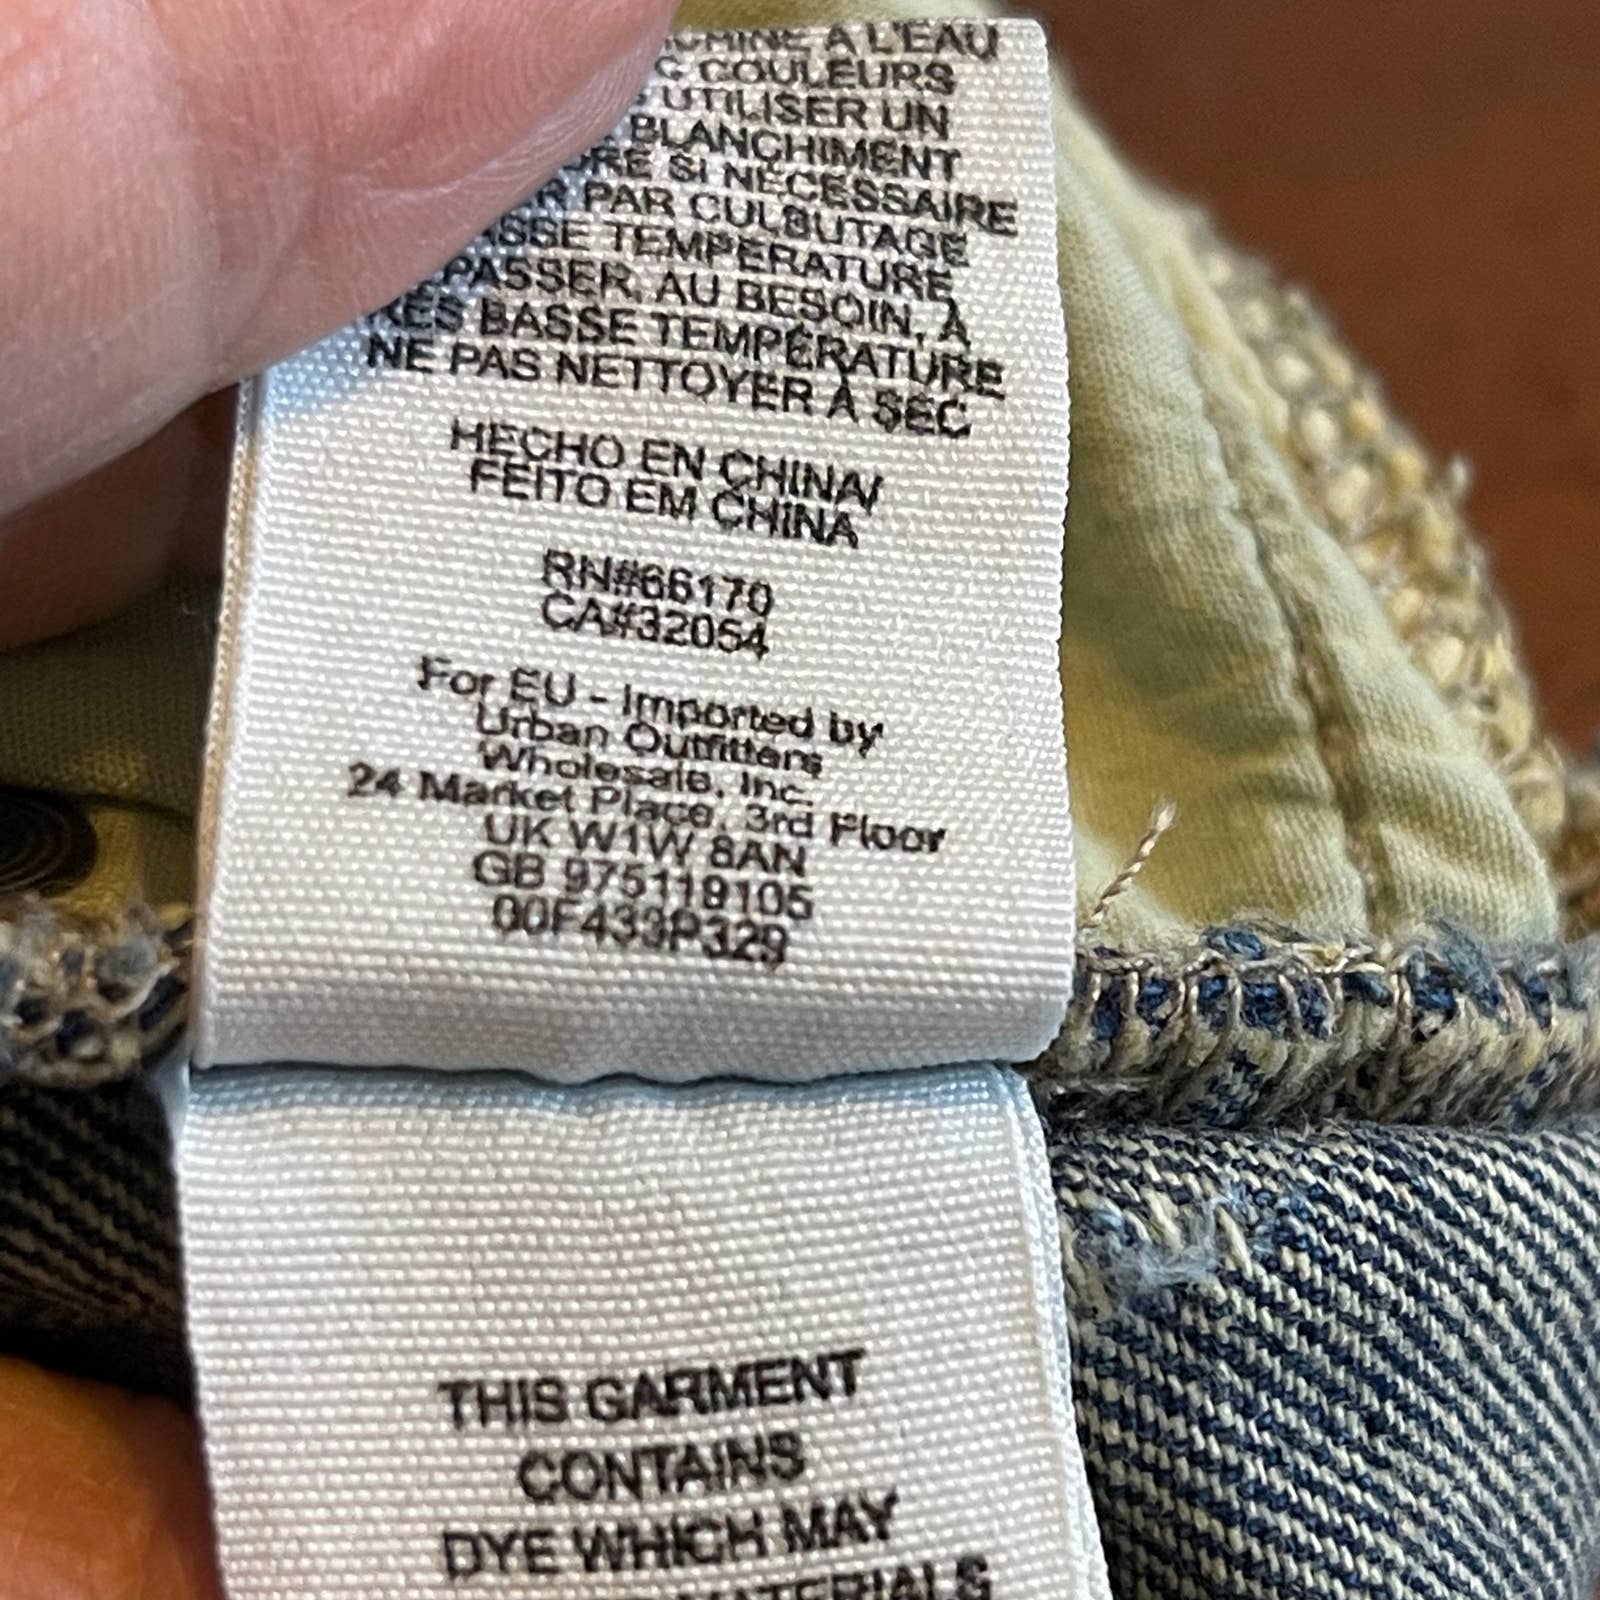 À L'EAU
COULEURS
UTILISER UN
BLANCHIMENT
SI NÉCESSAIRE
PAR CULBUTAGE
TEMPÉRATURE
PASSER, AU BESOIN, À
BASSE TEMPÉRATURE
NE PAS NETTOYER À SEC
HECHO EN CHINA/
FEITO EM CHINA
RN#66170
CA#32054
For EU - Imported by
Urban Outfitters
Wholesale, Inc.
24 Market Place, 3rd Floor
UK W1W 8AN
GB 975119105
00F433P329
THIS GARMENT
CONTAINS
DYE WHICH MAY